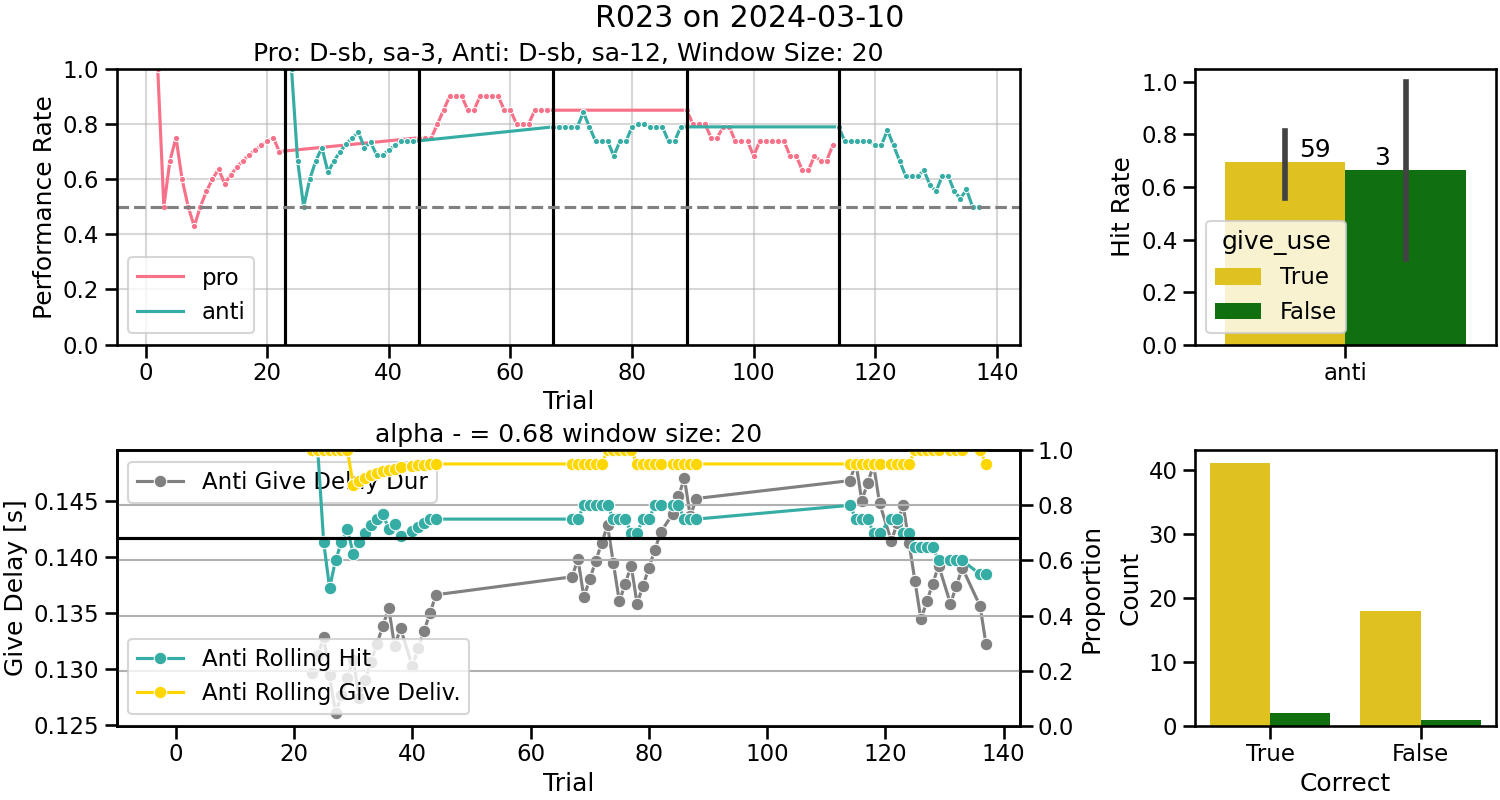 R023 on 2024-03-10
Pro: D-sb, sa-3, Anti: D-sb, sa-12, Window Size: 20
Performance Rate
1.0
0.8
0.6
0.4
0.2
0.0
pro
anti
0 20 40 60 80 100 120 140
Trial
Hit Rate
1.0
0.8
0.6
0.4
0.2
0.0
59
3
give_use
True
False
anti
alpha - = 0.68 window size: 20
Give Delay [s]
0.145
0.140
0.135
0.130
0.125
Anti Give Delay Dur
Anti Rolling Hit
Anti Rolling Give Deliv.
1.0
0.8
0.6
0.4
0.2
0.0
Proportion
0 20 40 60 80 100 120 140
Trial
Count
40
30
20
10
0
True False
Correct